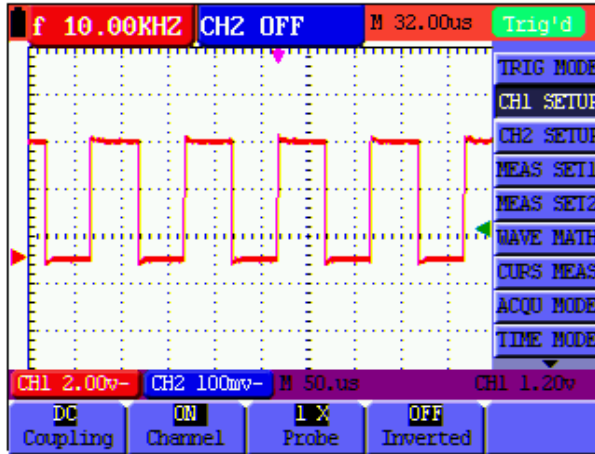 f 10.00KHZ CH2 OFF M 32.00us Trig'd
TRIG MODE
CH1 SETUP
CH2 SETUP
MEAS SET1
MEAS SET2
WAVE MATH
CURS MEAS
ACQU MODE
TIME MODE
CH1 2.00v- CH2 100mv- M 50.us CH1 1.20v
DC ON 1 X OFF
Coupling Channel Probe Inverted